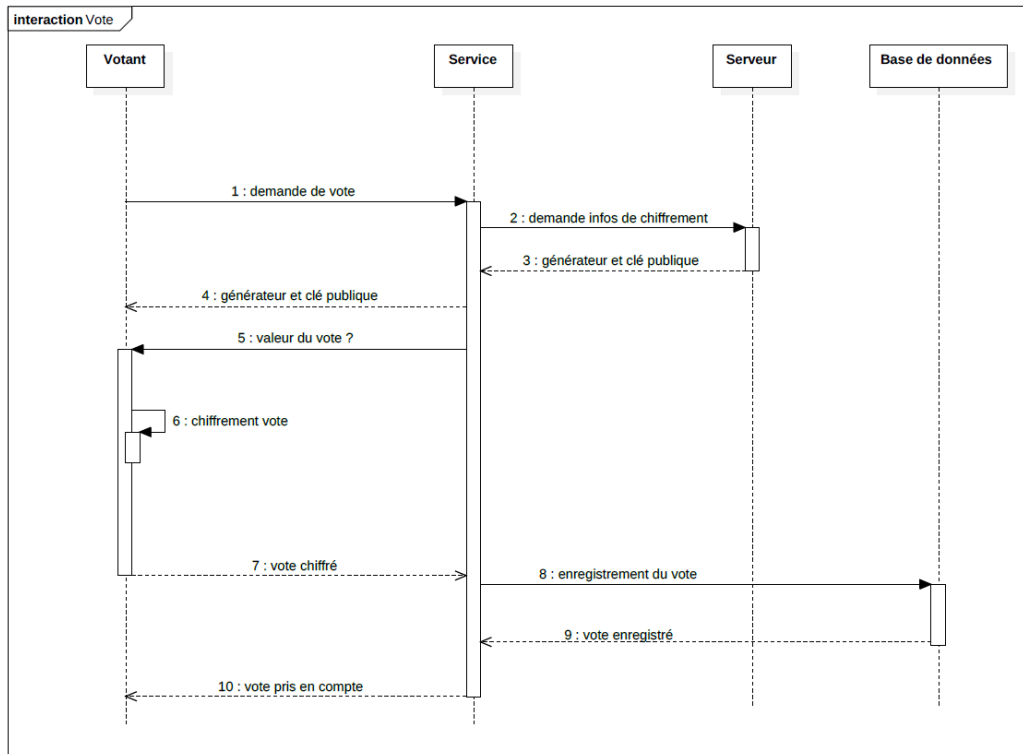 interaction Vote
Votant
Service
Serveur
Base de données
1 : demande de vote
2 : demande infos de chiffrement
3 : générateur et clé publique
4 : générateur et clé publique
5 : valeur du vote ?
6 : chiffrement vote
7 : vote chiffré
8 : enregistrement du vote
9 : vote enregistré
10 : vote pris en compte